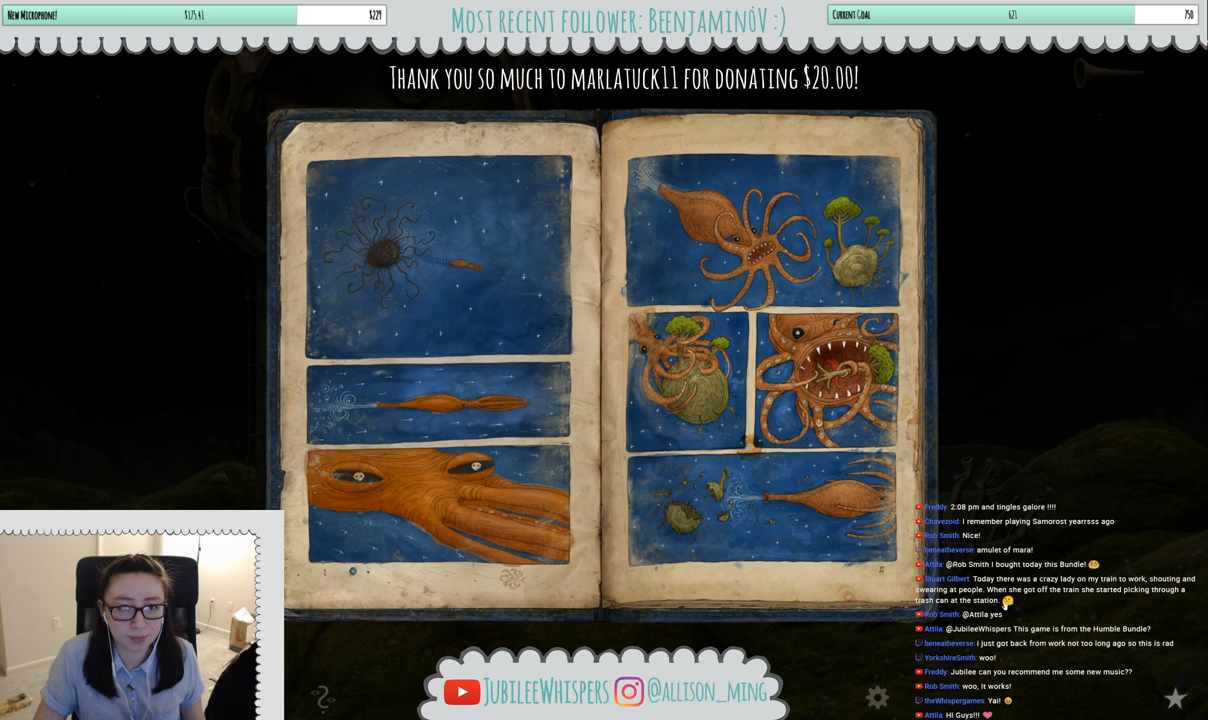 NEW MICROPHONE!
$175.41
$229
MOST RECENT FOLLOWER: BEENJAMINÖV :)
CURRENT GOAL
621
750
THANK YOU SO MUCH TO MARLATUCK11 FOR DONATING $20.00!
Freddy: 2:08 pm and tingles galore !!!!
Chavezoid: I remember playing Samorost yearrsss ago
Rob Smith: Nice!
beneatheverse: amulet of mara!
Attila: @Rob Smith I bought today this Bundle!
Stuart Gilbert: Today there was a crazy lady on my train to work, shouting and
swearing at people. When she got off the train she started picking through a
trash can at the station.
Rob Smith: @Attila yes
Attila: @JubileeWhispers This game is from the Humble Bundle?
beneatheverse: i just got back from work not too long ago so this is rad
YorkshireSmith: woo!
Freddy: Jubilee can you recommend me some new music??
Rob Smith: woo, it works!
theWhispergames: Yai!
Attila: Hi Guys!!!
JUBILEEWHISPERS @ALLISON_MING